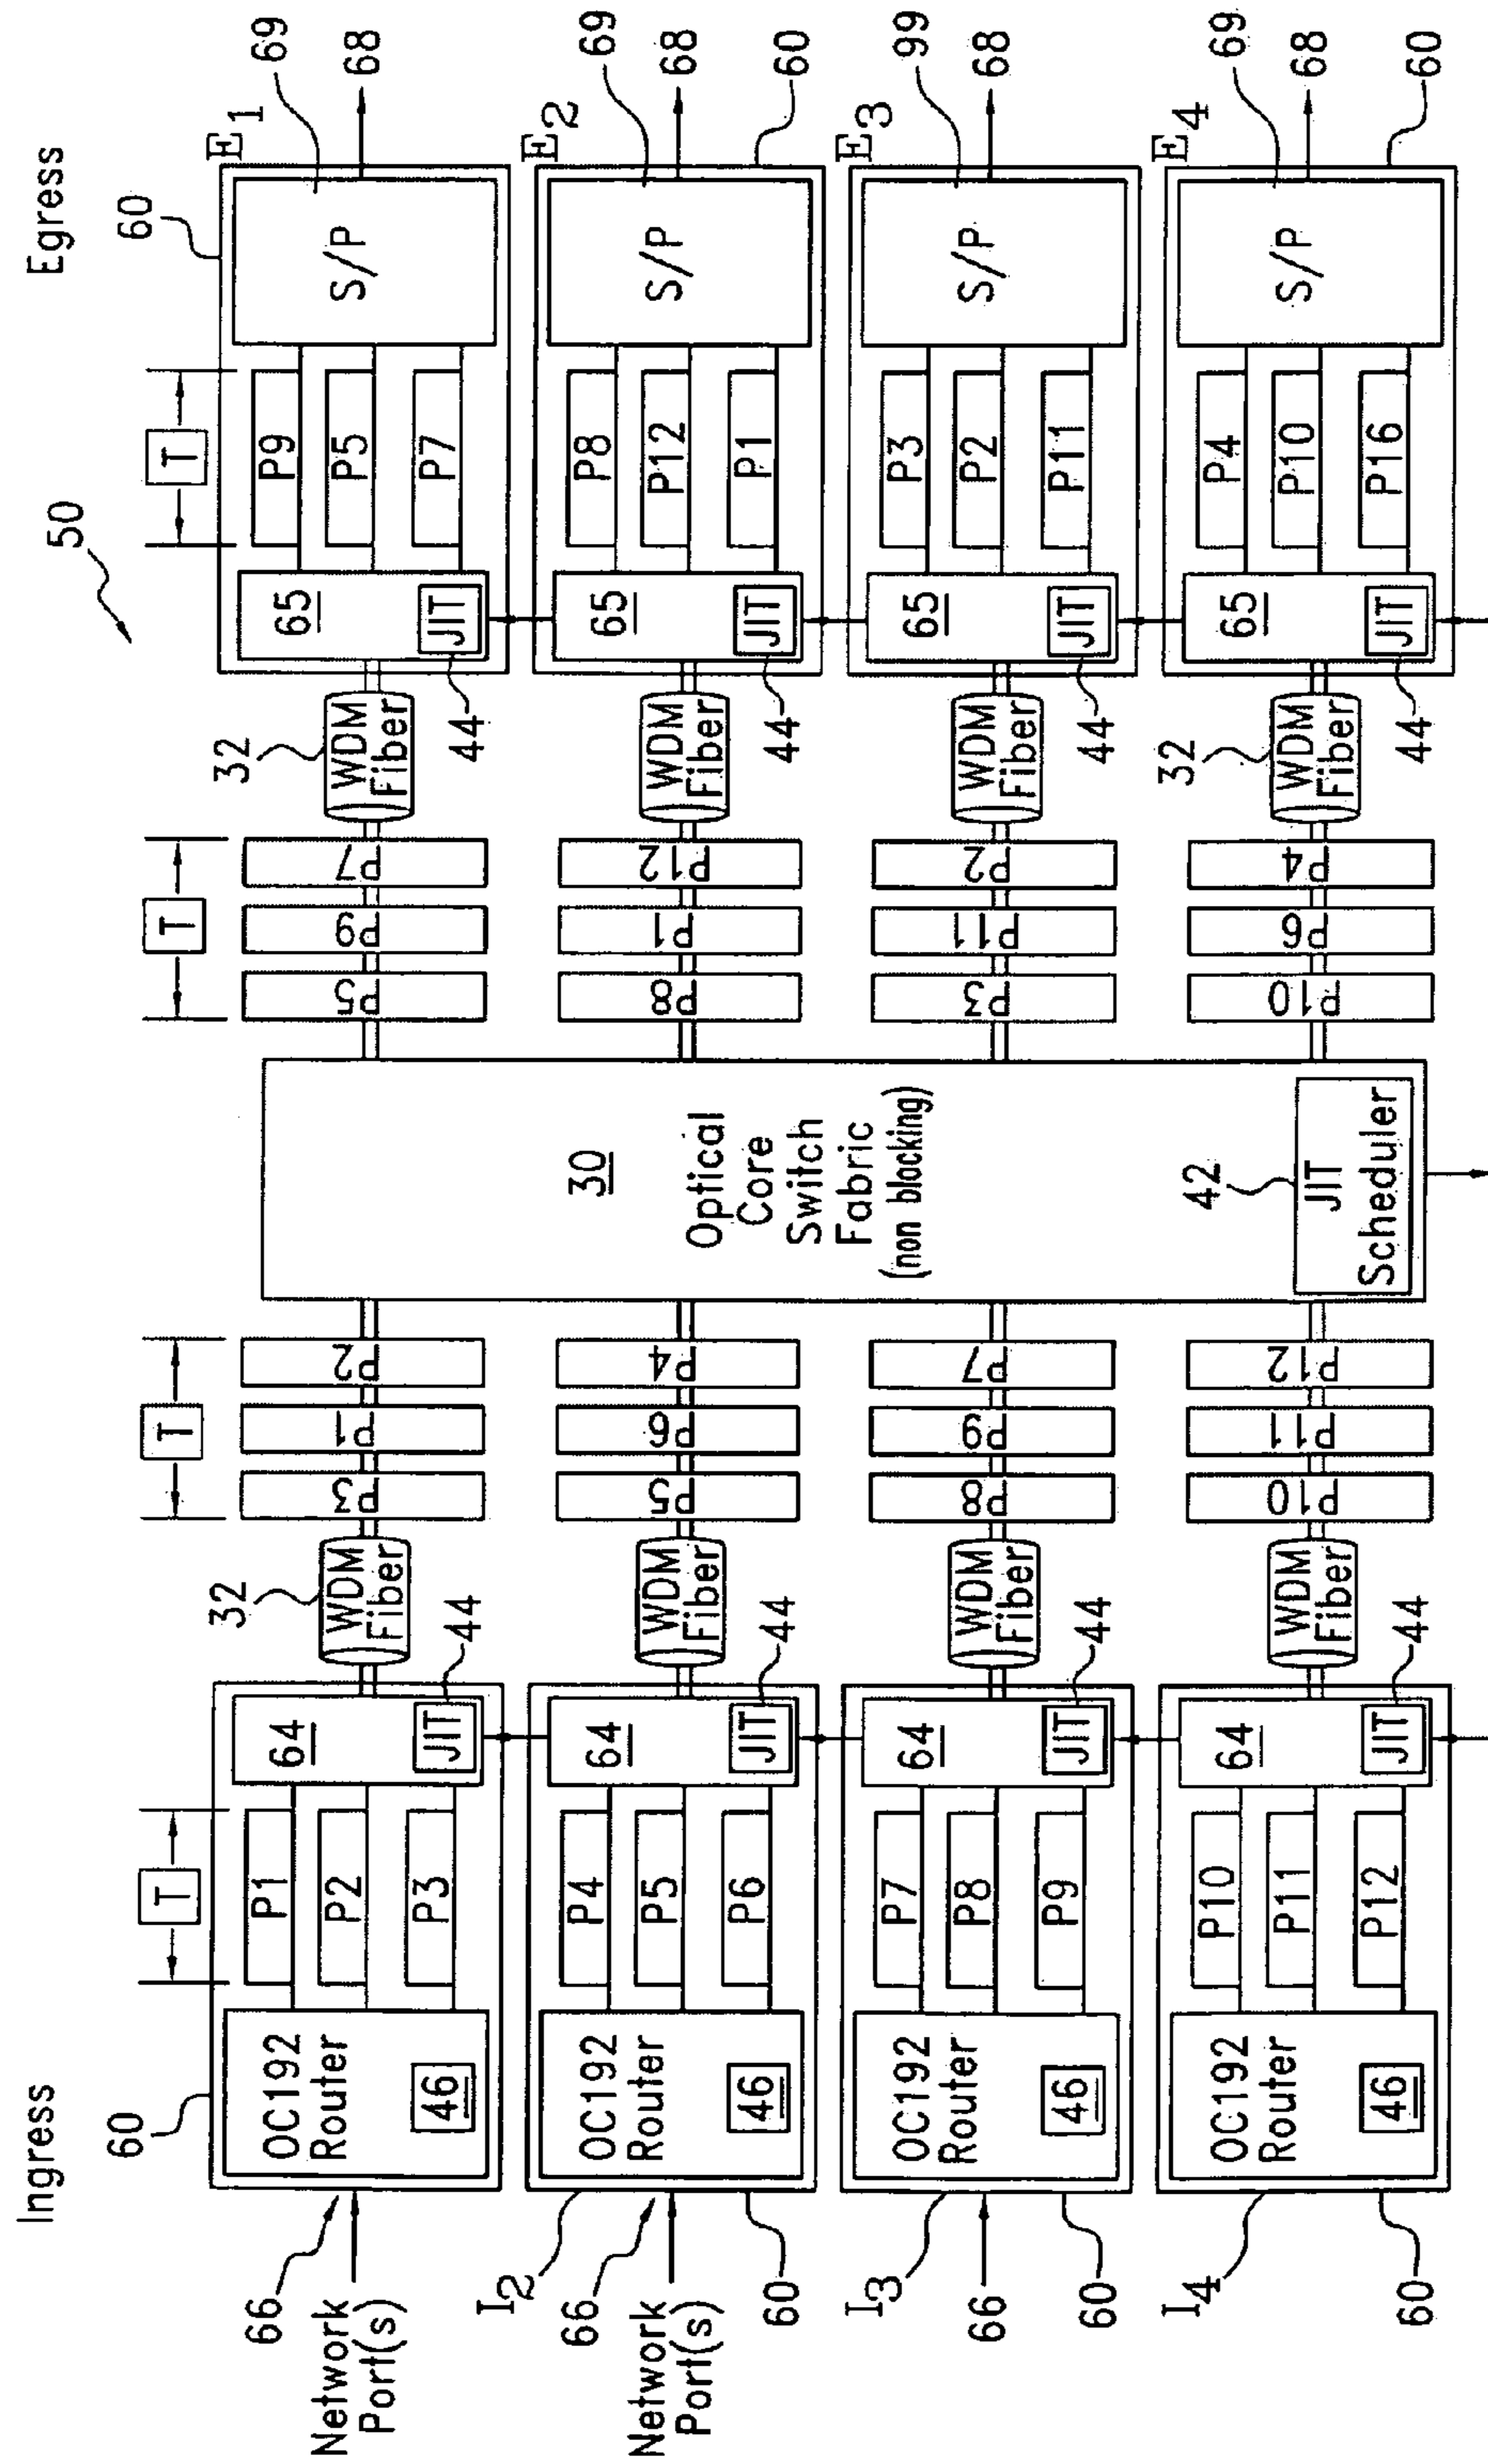 Ingress
Egress
50
60
T
T
T
T
66
Network
Port(s)
OC192
Router
46
P1
P2
P3
64
JIT
44
32
WDM
Fiber
P3
P1
P2
P5
P9
P7
32
WDM
Fiber
65
JIT
44
P9
P5
P7
S/P
60
E1
69
68
I2
66
Network
Port(s)
60
OC192
Router
46
P4
P5
P6
64
JIT
44
WDM
Fiber
P5
P6
P4
P8
P1
P12
WDM
Fiber
65
JIT
44
P8
P12
P1
S/P
E2
69
68
60
I3
66
60
OC192
Router
46
P7
P8
P9
64
JIT
44
WDM
Fiber
P8
P9
P7
P3
P11
P2
WDM
Fiber
65
JIT
44
P3
P2
P11
S/P
E3
99
68
I4
60
OC192
Router
46
P10
P11
P12
64
JIT
44
WDM
Fiber
P10
P11
P12
P10
P6
P4
32
WDM
Fiber
65
JIT
44
P4
P10
P16
S/P
E4
69
68
60
30
Optical
Core
Switch
Fabric
(non blocking)
42
JIT
Scheduler